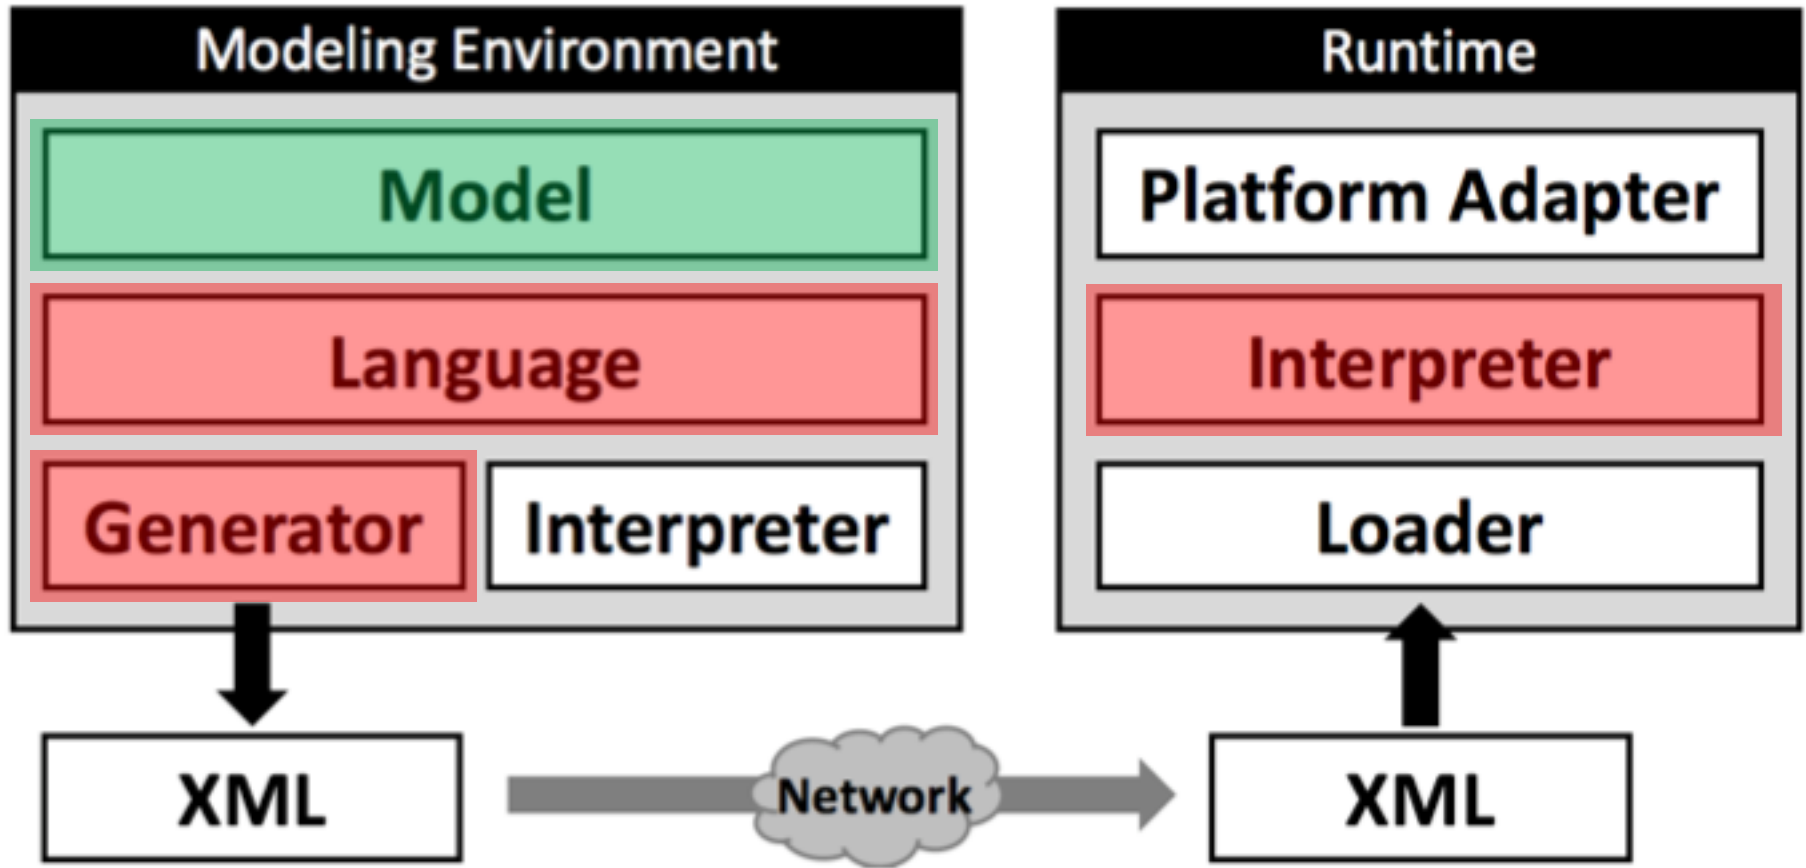 Modeling Environment
Model
Language
Generator
Interpreter
XML
Network
Runtime
Platform Adapter
Interpreter
Loader
XML